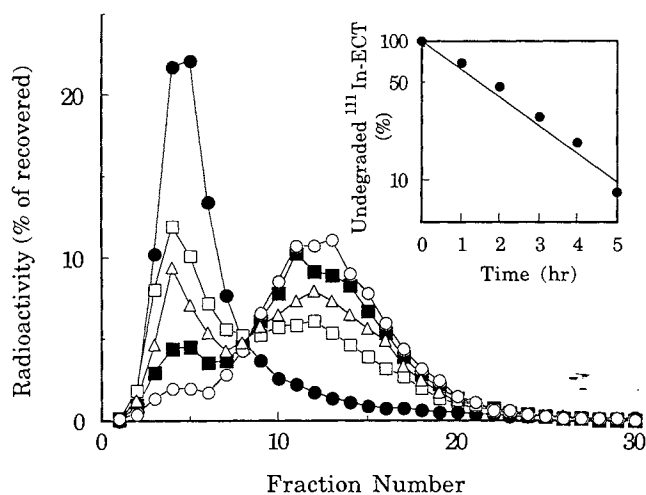 Radioactivity (% of recovered)
20
10
0
0 10 20 30
Fraction Number
Undegraded ¹¹¹In-ECT
(%)
100
50
10
0 1 2 3 4 5
Time (hr)